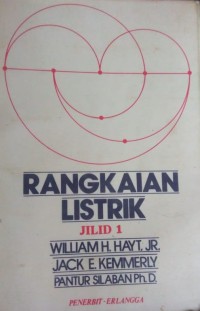 RANGKAIAN
LISTRIK
JILID 1
WILLIAM H. HAYT, JR.
JACK E. KEMMERLY
PANTUR SILABAN Ph.D.
PENERBIT - ERLANGGA